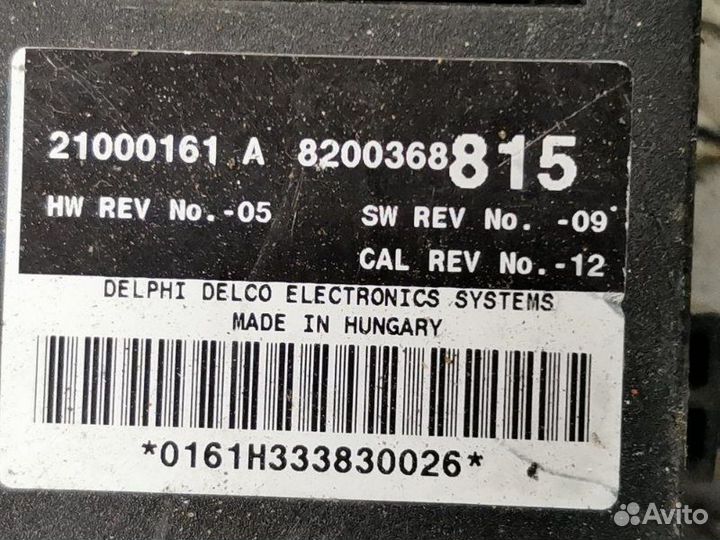 21000161 A 8200368815
HW REV No.-05 SW REV No. -09
CAL REV No.-12
DELPHI DELCO ELECTRONICS SYSTEMS
MADE IN HUNGARY
*0161H333830026*
Avito